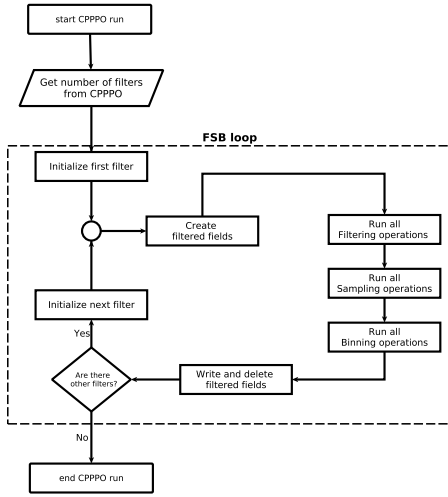 start CPPPO run
Get number of filters
from CPPPO
FSB loop
Initialize first filter
Create
filtered fields
Run all
Filtering operations
Run all
Sampling operations
Initialize next filter
Run all
Binning operations
Yes
Are there
other filters?
Write and delete
filtered fields
No
end CPPPO run